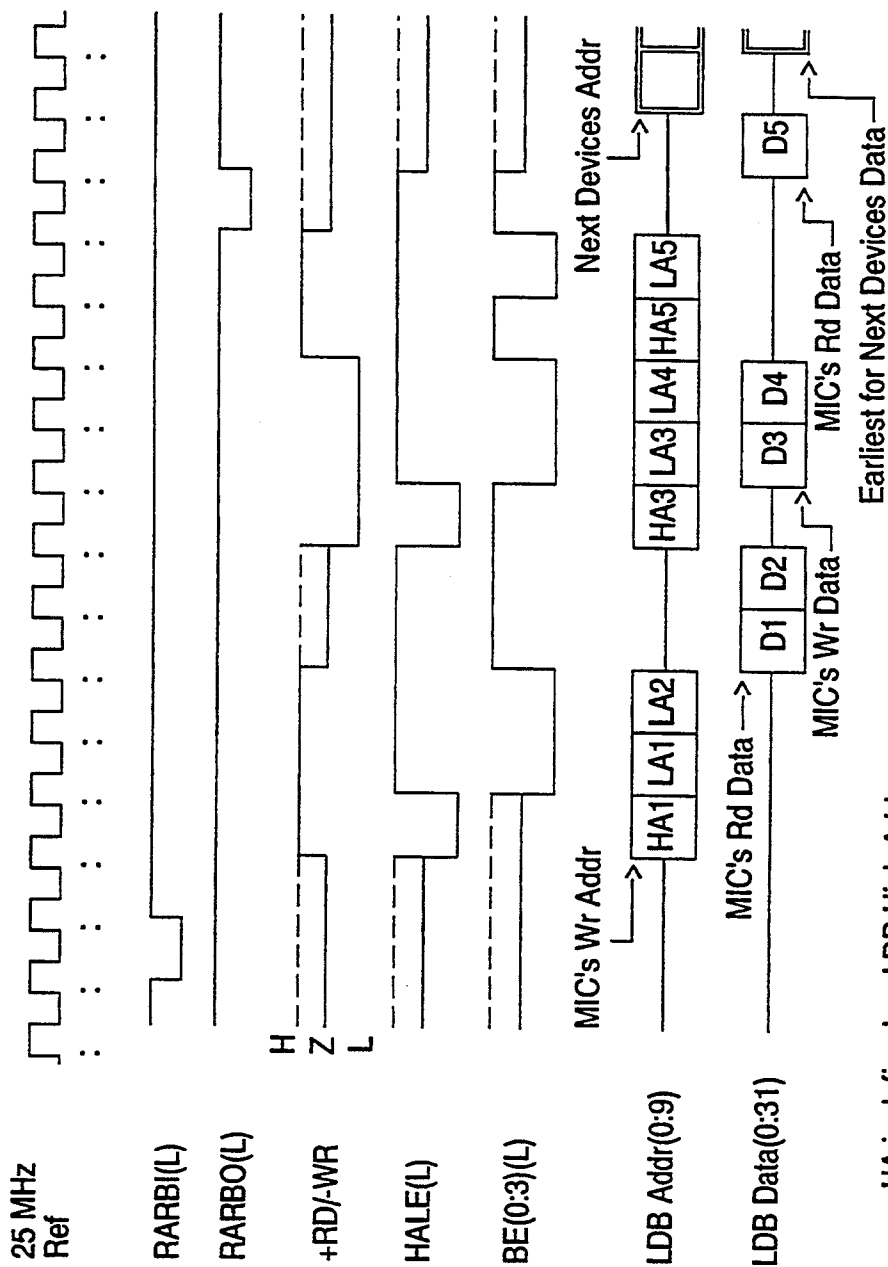 25 MHz
Ref
RARBI(L)
RARBO(L)
+RD/-WR
H
Z
L
HALE(L)
BE(0:3)(L)
MIC's Wr Addr
Next Devices Addr
LDB Addr(0:9)
HA1 LA1 LA2 HA3 LA3 LA4 HA5 LA5
MIC's Rd Data
LDB Data(0:31)
D1 D2 D3 D4 D5
MIC's Wr Data
MIC's Rd Data
Earliest for Next Devices Data